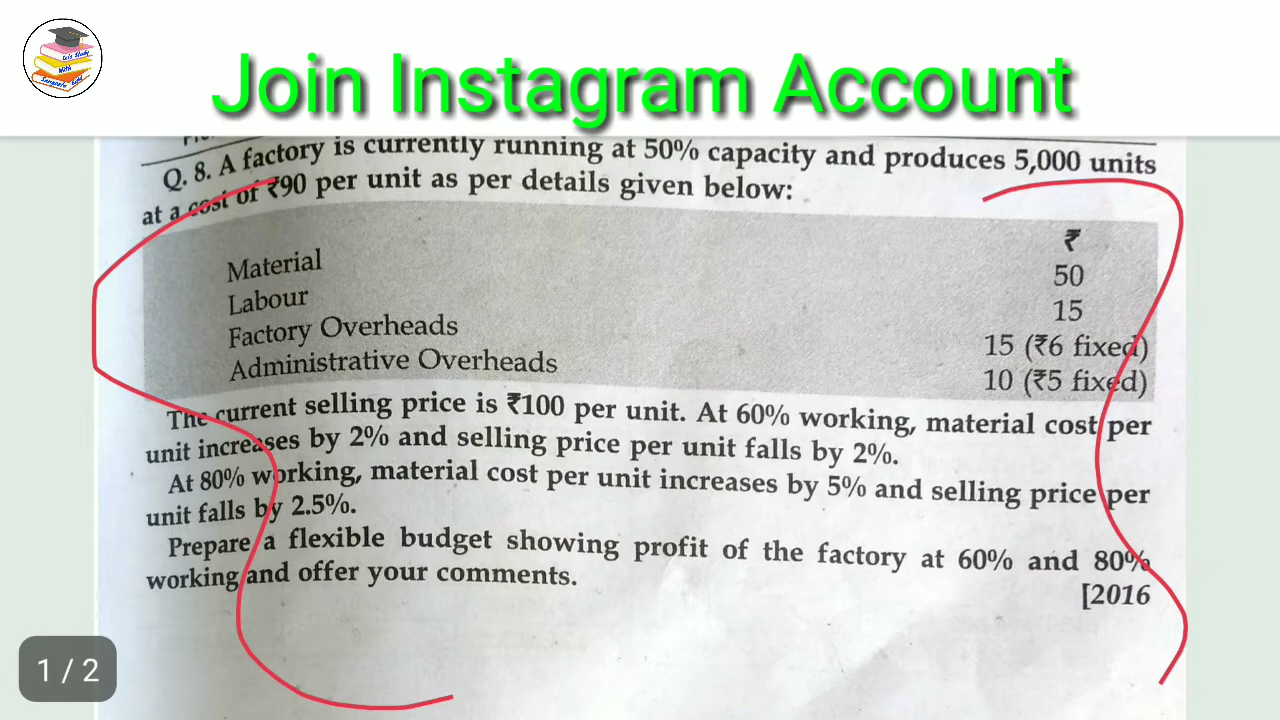 Let's Study
With
Join Instagram Account
Q. 8. A factory is currently running at 50% capacity and produces 5,000 units
at a cost of ₹90 per unit as per details given below:
₹
Material 50
Labour 15
Factory Overheads 15 (₹6 fixed)
Administrative Overheads 10 (₹5 fixed)
The current selling price is ₹100 per unit. At 60% working, material cost per
unit increases by 2% and selling price per unit falls by 2%.
At 80% working, material cost per unit increases by 5% and selling price per
unit falls by 2.5%.
Prepare a flexible budget showing profit of the factory at 60% and 80%
working and offer your comments.
[2016
1 / 2